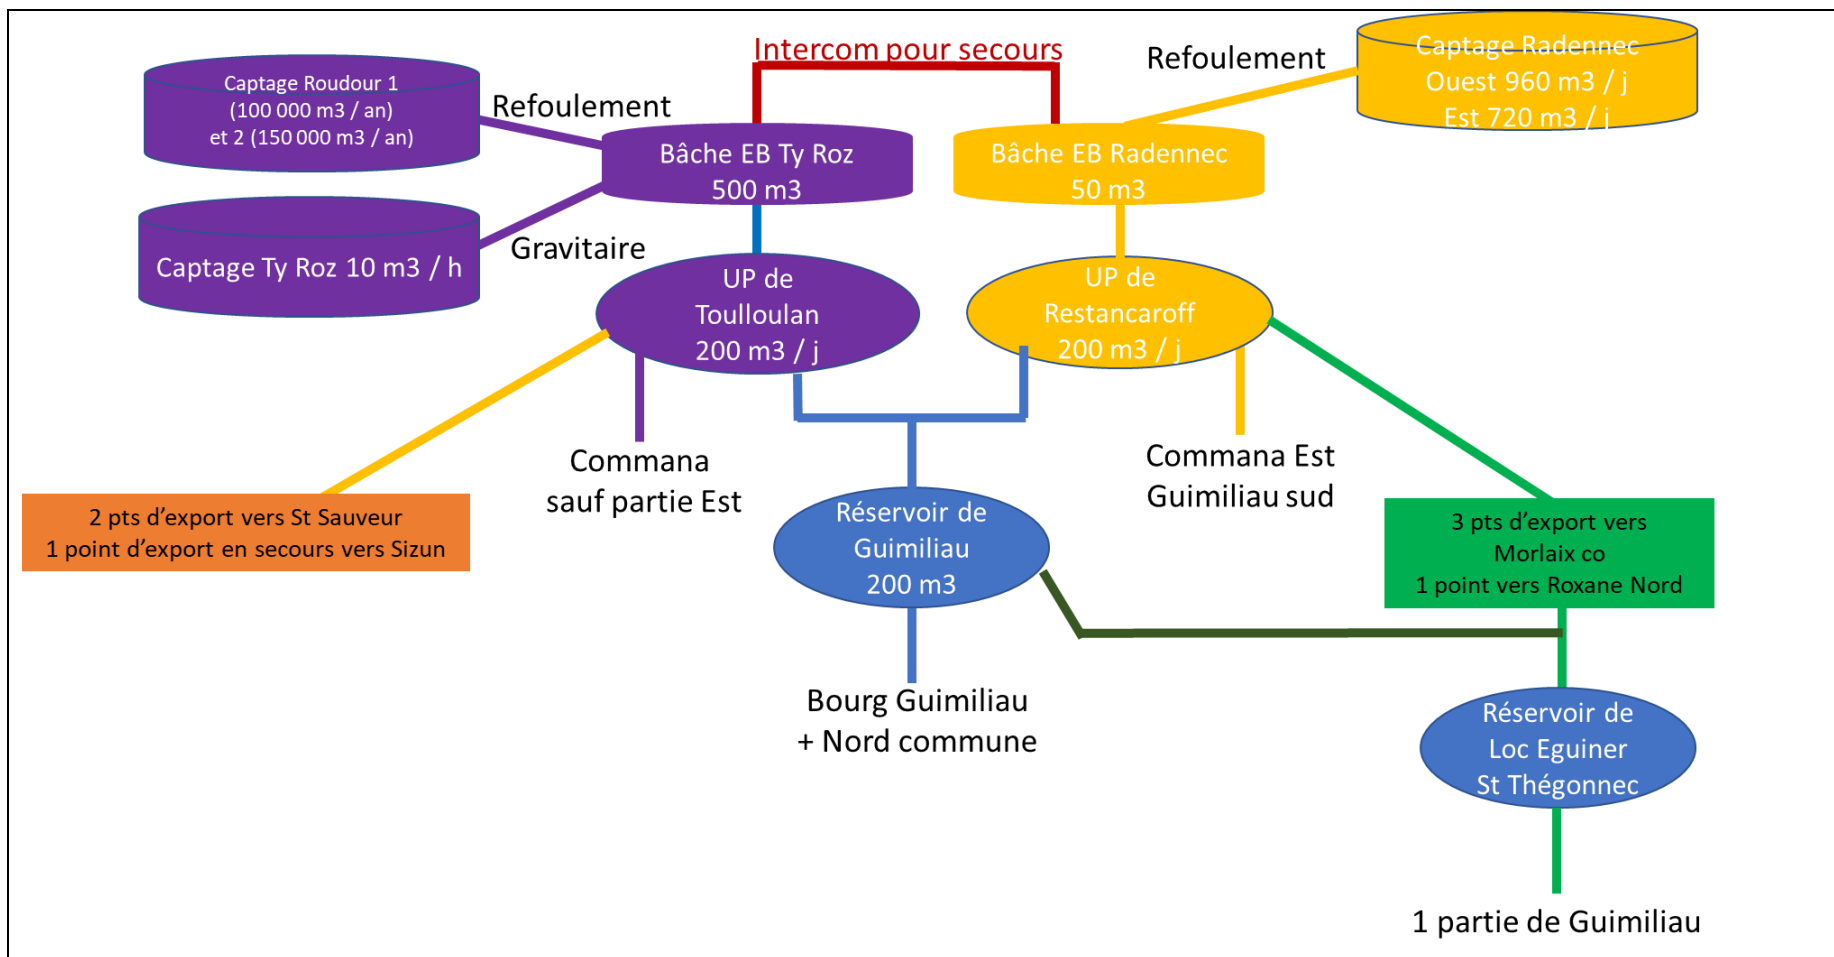 Intercom pour secours
Captage Roudour 1
(100 000 m3 / an)
et 2 (150 000 m3 / an)
Refoulement
Refoulement
Captage Radennec
Ouest 960 m3 / j
Est 720 m3 / j
Bâche EB Ty Roz
500 m3
Bâche EB Radennec
50 m3
Captage Ty Roz 10 m3 / h
Gravitaire
UP de
Toulloulan
200 m3 / j
UP de
Restancaroff
200 m3 / j
Commana
sauf partie Est
Commana Est
Guimiliau sud
2 pts d'export vers St Sauveur
1 point d'export en secours vers Sizun
Réservoir de
Guimiliau
200 m3
3 pts d'export vers
Morlaix co
1 point vers Roxane Nord
Bourg Guimiliau
+ Nord commune
Réservoir de
Loc Eguiner
St Thégonnec
1 partie de Guimiliau